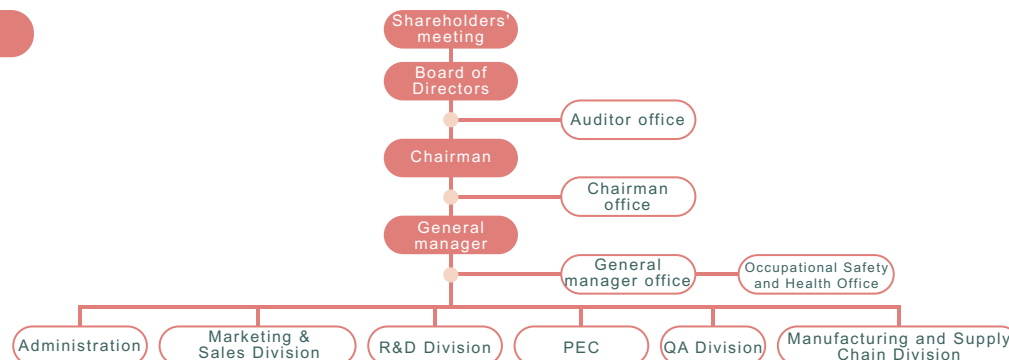 Shareholders'
meeting
Board of
Directors
Auditor office
Chairman
Chairman
office
General
manager
General
manager office
Occupational Safety
and Health Office
Administration
Marketing &
Sales Division
R&D Division
PEC
QA Division
Manufacturing and Supply
Chain Division